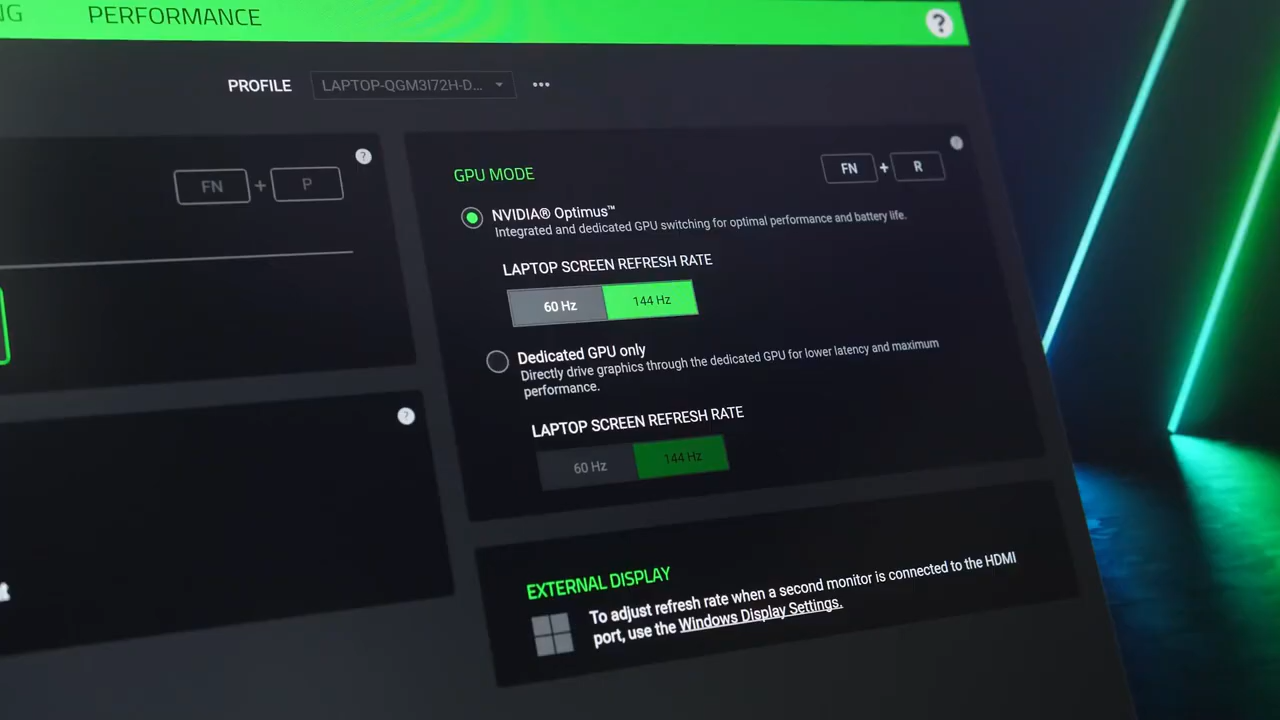 NG
PERFORMANCE
?
PROFILE
LAPTOP-QGM3I72H-D...
?
FN + P
GPU MODE
FN + R
NVIDIA® Optimus™
Integrated and dedicated GPU switching for optimal performance and battery life.
LAPTOP SCREEN REFRESH RATE
60 Hz
144 Hz
Dedicated GPU only
Directly drive graphics through the dedicated GPU for lower latency and maximum
performance.
LAPTOP SCREEN REFRESH RATE
60 Hz
144 Hz
?
EXTERNAL DISPLAY
To adjust refresh rate when a second monitor is connected to the HDMI
port, use the Windows Display Settings.